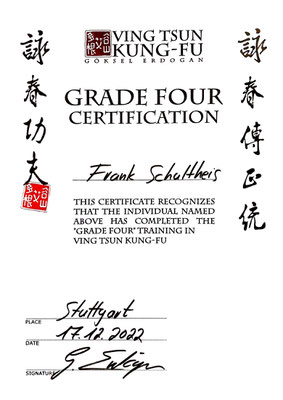 VING TSUN
KUNG-FU
GÖKSEL ERDOGAN
GRADE FOUR
CERTIFICATION
詠春功夫
詠春傳正統
Frank Schultheis
THIS CERTIFICATE RECOGNIZES
THAT THE INDIVIDUAL NAMED
ABOVE HAS COMPLETED THE
"GRADE FOUR" TRAINING IN
VING TSUN KUNG-FU
Stuttgart
PLACE
17.12.2022
DATE
SIGNATURE